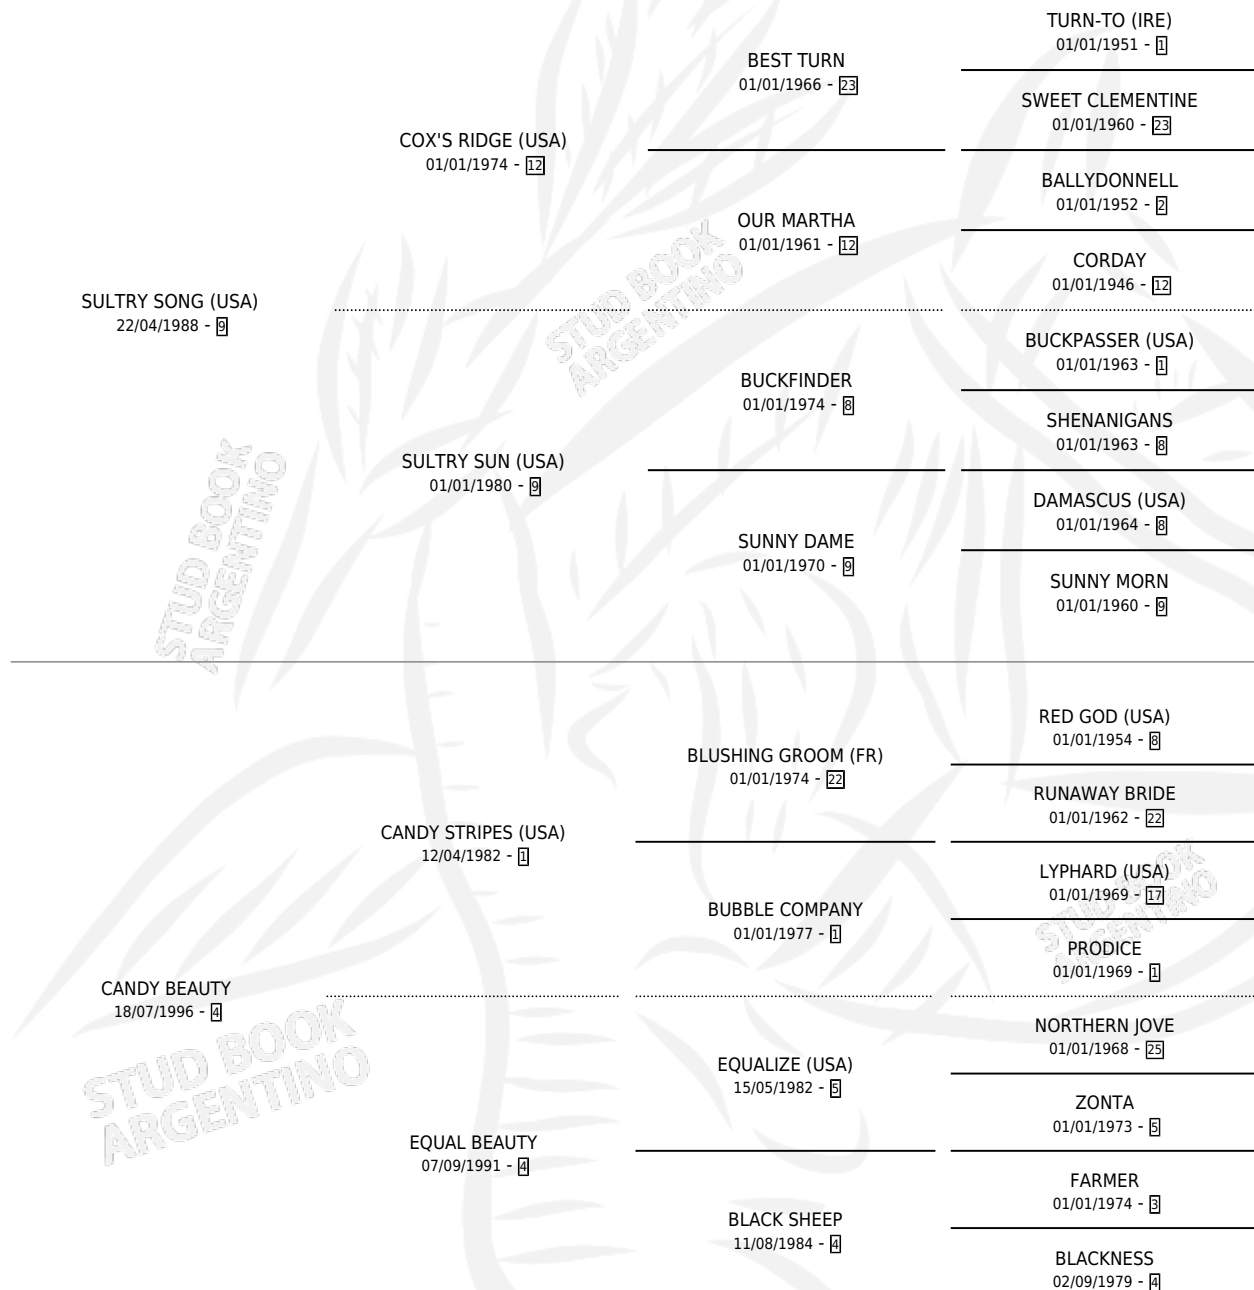 TURN-TO (IRE)
01/01/1951 - 1
BEST TURN
01/01/1966 - 23
SWEET CLEMENTINE
01/01/1960 - 23
COX'S RIDGE (USA)
01/01/1974 - 12
BALLYDONNELL
01/01/1952 - 2
OUR MARTHA
01/01/1961 - 12
CORDAY
01/01/1946 - 12
SULTRY SONG (USA)
22/04/1988 - 9
STUD BOOK
ARGENTINO
BUCKPASSER (USA)
01/01/1963 - 1
BUCKFINDER
01/01/1974 - 8
SHENANIGANS
01/01/1963 - 8
SULTRY SUN (USA)
01/01/1980 - 9
DAMASCUS (USA)
01/01/1964 - 8
SUNNY DAME
01/01/1970 - 9
SUNNY MORN
01/01/1960 - 9
STUD BOOK
ARGENTINO
RED GOD (USA)
01/01/1954 - 8
BLUSHING GROOM (FR)
01/01/1974 - 22
RUNAWAY BRIDE
01/01/1962 - 22
CANDY STRIPES (USA)
12/04/1982 - 1
LYPHARD (USA)
01/01/1969 - 17
BUBBLE COMPANY
01/01/1977 - 1
STUD BOOK
ARGENTINO
PRODICE
01/01/1969 - 1
CANDY BEAUTY
18/07/1996 - 4
STUD BOOK
ARGENTINO
NORTHERN JOVE
01/01/1968 - 25
EQUALIZE (USA)
15/05/1982 - 5
ZONTA
01/01/1973 - 5
EQUAL BEAUTY
07/09/1991 - 4
FARMER
01/01/1974 - 3
BLACK SHEEP
11/08/1984 - 4
BLACKNESS
02/09/1979 - 4